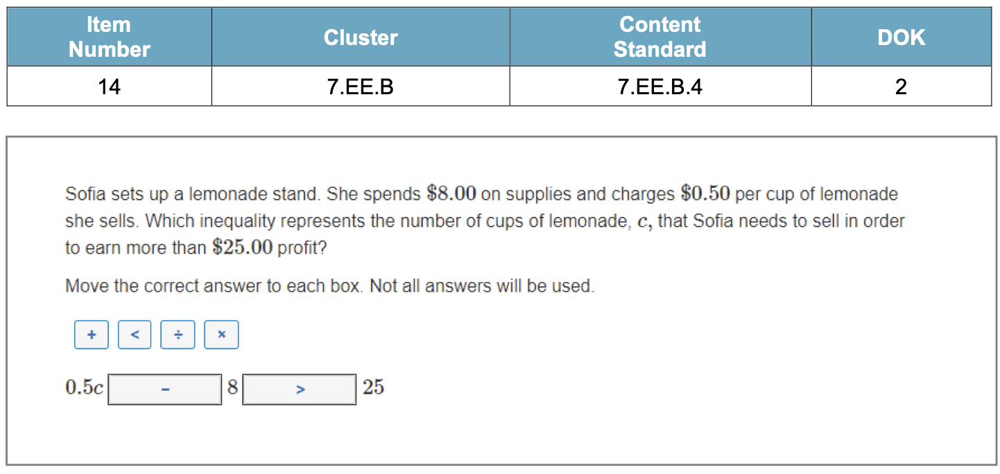 Item Number Cluster Content Standard DOK
14 7.EE.B 7.EE.B.4 2
Sofia sets up a lemonade stand. She spends $8.00 on supplies and charges $0.50 per cup of lemonade
she sells. Which inequality represents the number of cups of lemonade, c, that Sofia needs to sell in order
to earn more than $25.00 profit?
Move the correct answer to each box. Not all answers will be used.
+ < ÷ ×
0.5c − 8 > 25